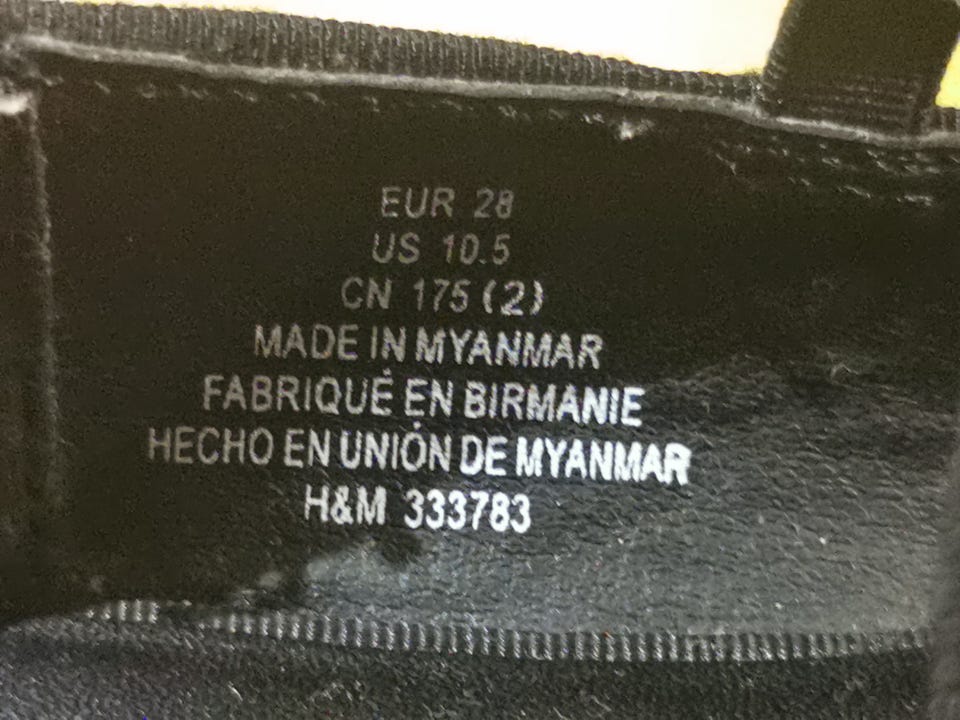 EUR 28
US 10.5
CN 175 (2)
MADE IN MYANMAR
FABRIQUÉ EN BIRMANIE
HECHO EN UNIÓN DE MYANMAR
H&M 333783